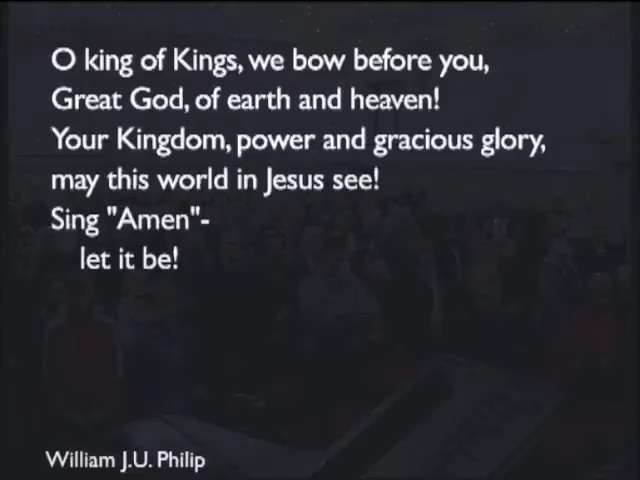 O king of Kings, we bow before you,
Great God, of earth and heaven!
Your Kingdom, power and gracious glory,
may this world in Jesus see!
Sing "Amen"-
let it be!
William J.U. Philip